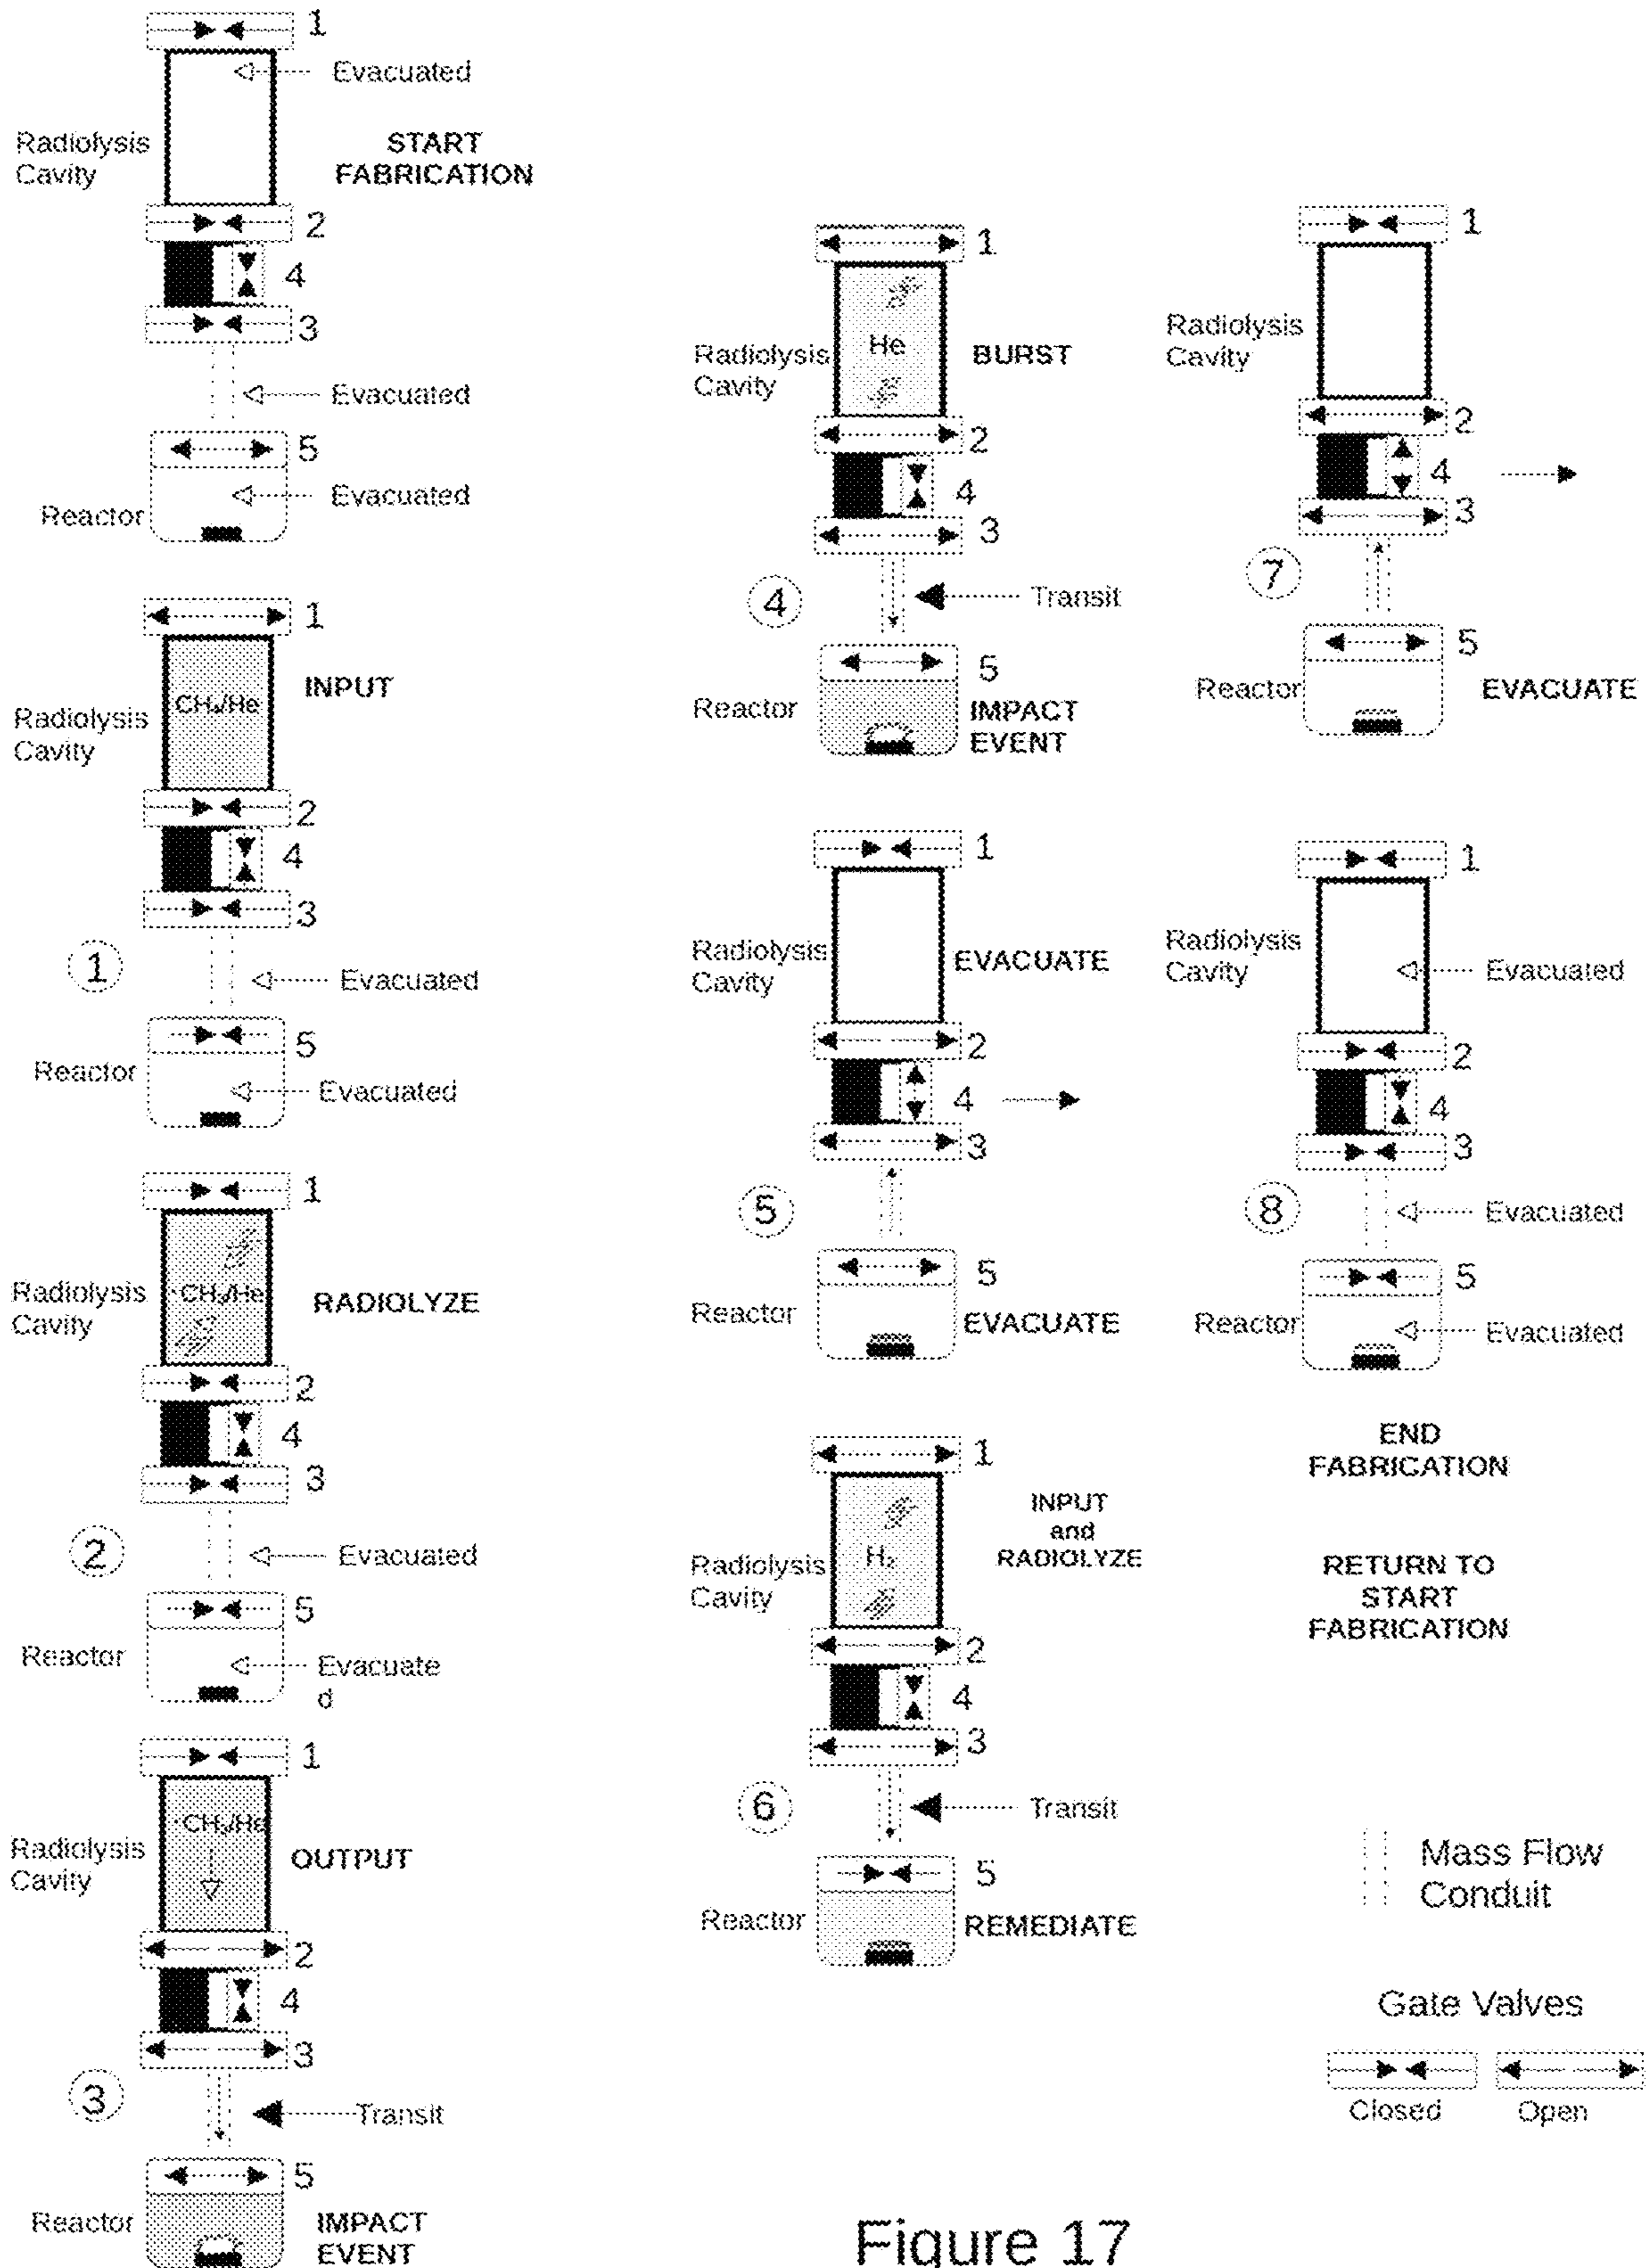 1
Evacuated
Radiolysis
Cavity
START
FABRICATION
2
4
3
Evacuated
5
Evacuated
Reactor
1
INPUT
CH₄/He
Radiolysis
Cavity
2
4
3
1
Evacuated
5
Reactor
Evacuated
1
Radiolysis
Cavity
·CH₃/He
RADIOLYZE
2
4
3
2
Evacuated
5
Reactor
Evacuate
d
1
·CH₃/He
Radiolysis
Cavity
OUTPUT
2
4
3
3
Transit
5
Reactor
IMPACT
EVENT
1
He
Radiolysis
Cavity
BURST
2
4
3
4
Transit
5
Reactor
IMPACT
EVENT
1
Radiolysis
Cavity
EVACUATE
2
4
3
5
5
Reactor
EVACUATE
1
INPUT
and
RADIOLYZE
H₂
Radiolysis
Cavity
2
4
3
6
Transit
5
Reactor
REMEDIATE
1
Radiolysis
Cavity
2
4
3
7
5
Reactor
EVACUATE
1
Radiolysis
Cavity
Evacuated
2
4
3
8
Evacuated
5
Reactor
Evacuated
END
FABRICATION
RETURN TO
START
FABRICATION
Mass Flow
Conduit
Gate Valves
Closed
Open
Figure 17